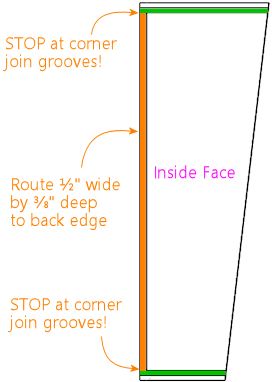 STOP at corner
join grooves!
Inside Face
Route ½" wide
by ⅜" deep
to back edge
STOP at corner
join grooves!